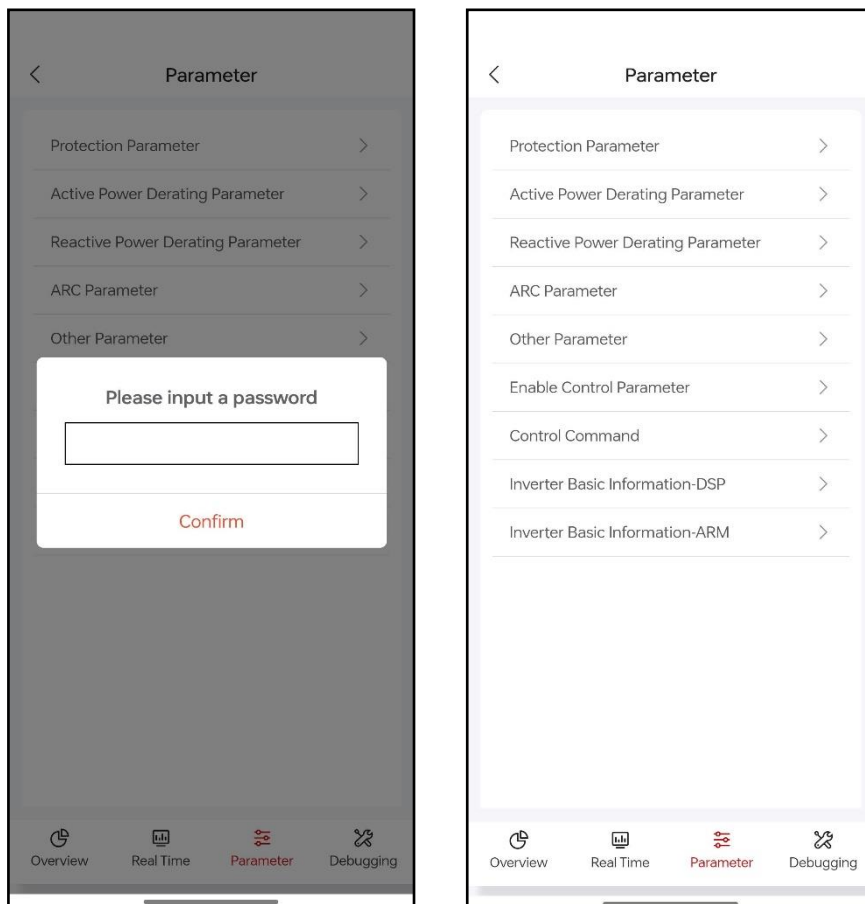 Parameter
Protection Parameter
Active Power Derating Parameter
Reactive Power Derating Parameter
ARC Parameter
Other Parameter
Please input a password
Confirm
Overview Real Time Parameter Debugging
Parameter
Protection Parameter
Active Power Derating Parameter
Reactive Power Derating Parameter
ARC Parameter
Other Parameter
Enable Control Parameter
Control Command
Inverter Basic Information-DSP
Inverter Basic Information-ARM
Overview Real Time Parameter Debugging